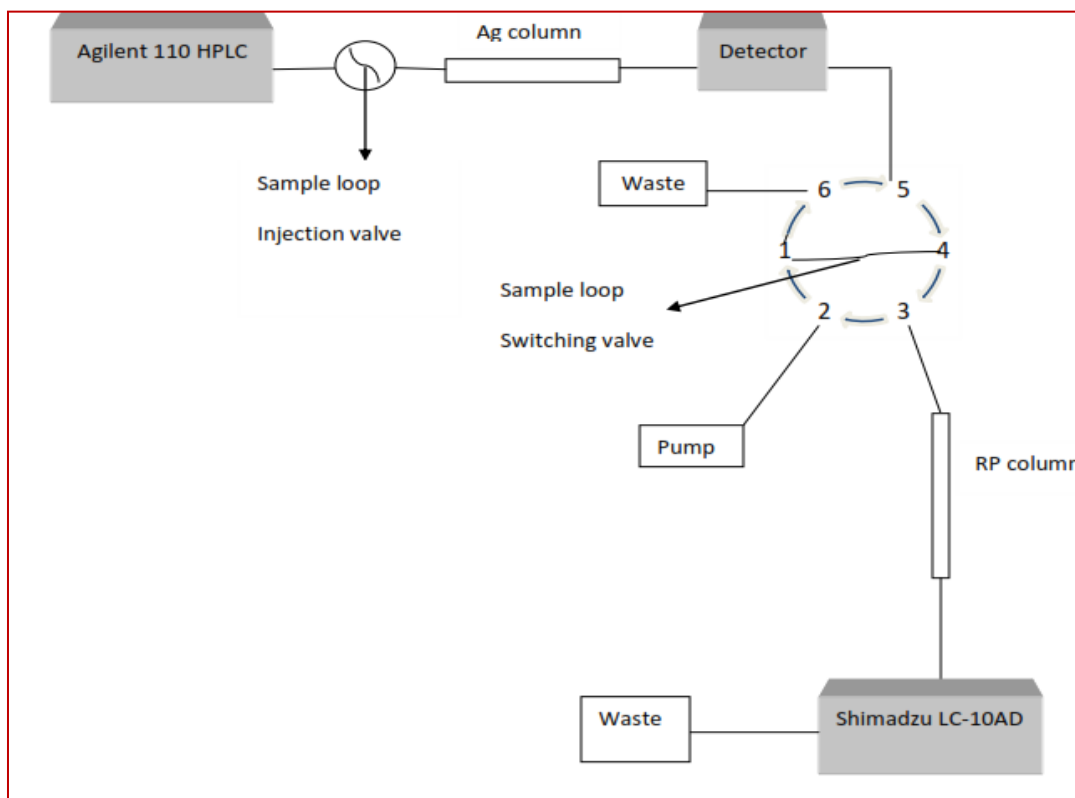 Agilent 110 HPLC
Ag column
Detector
Sample loop
Injection valve
Waste
6
5
1
4
Sample loop
Switching valve
2
3
Pump
RP column
Waste
Shimadzu LC-10AD